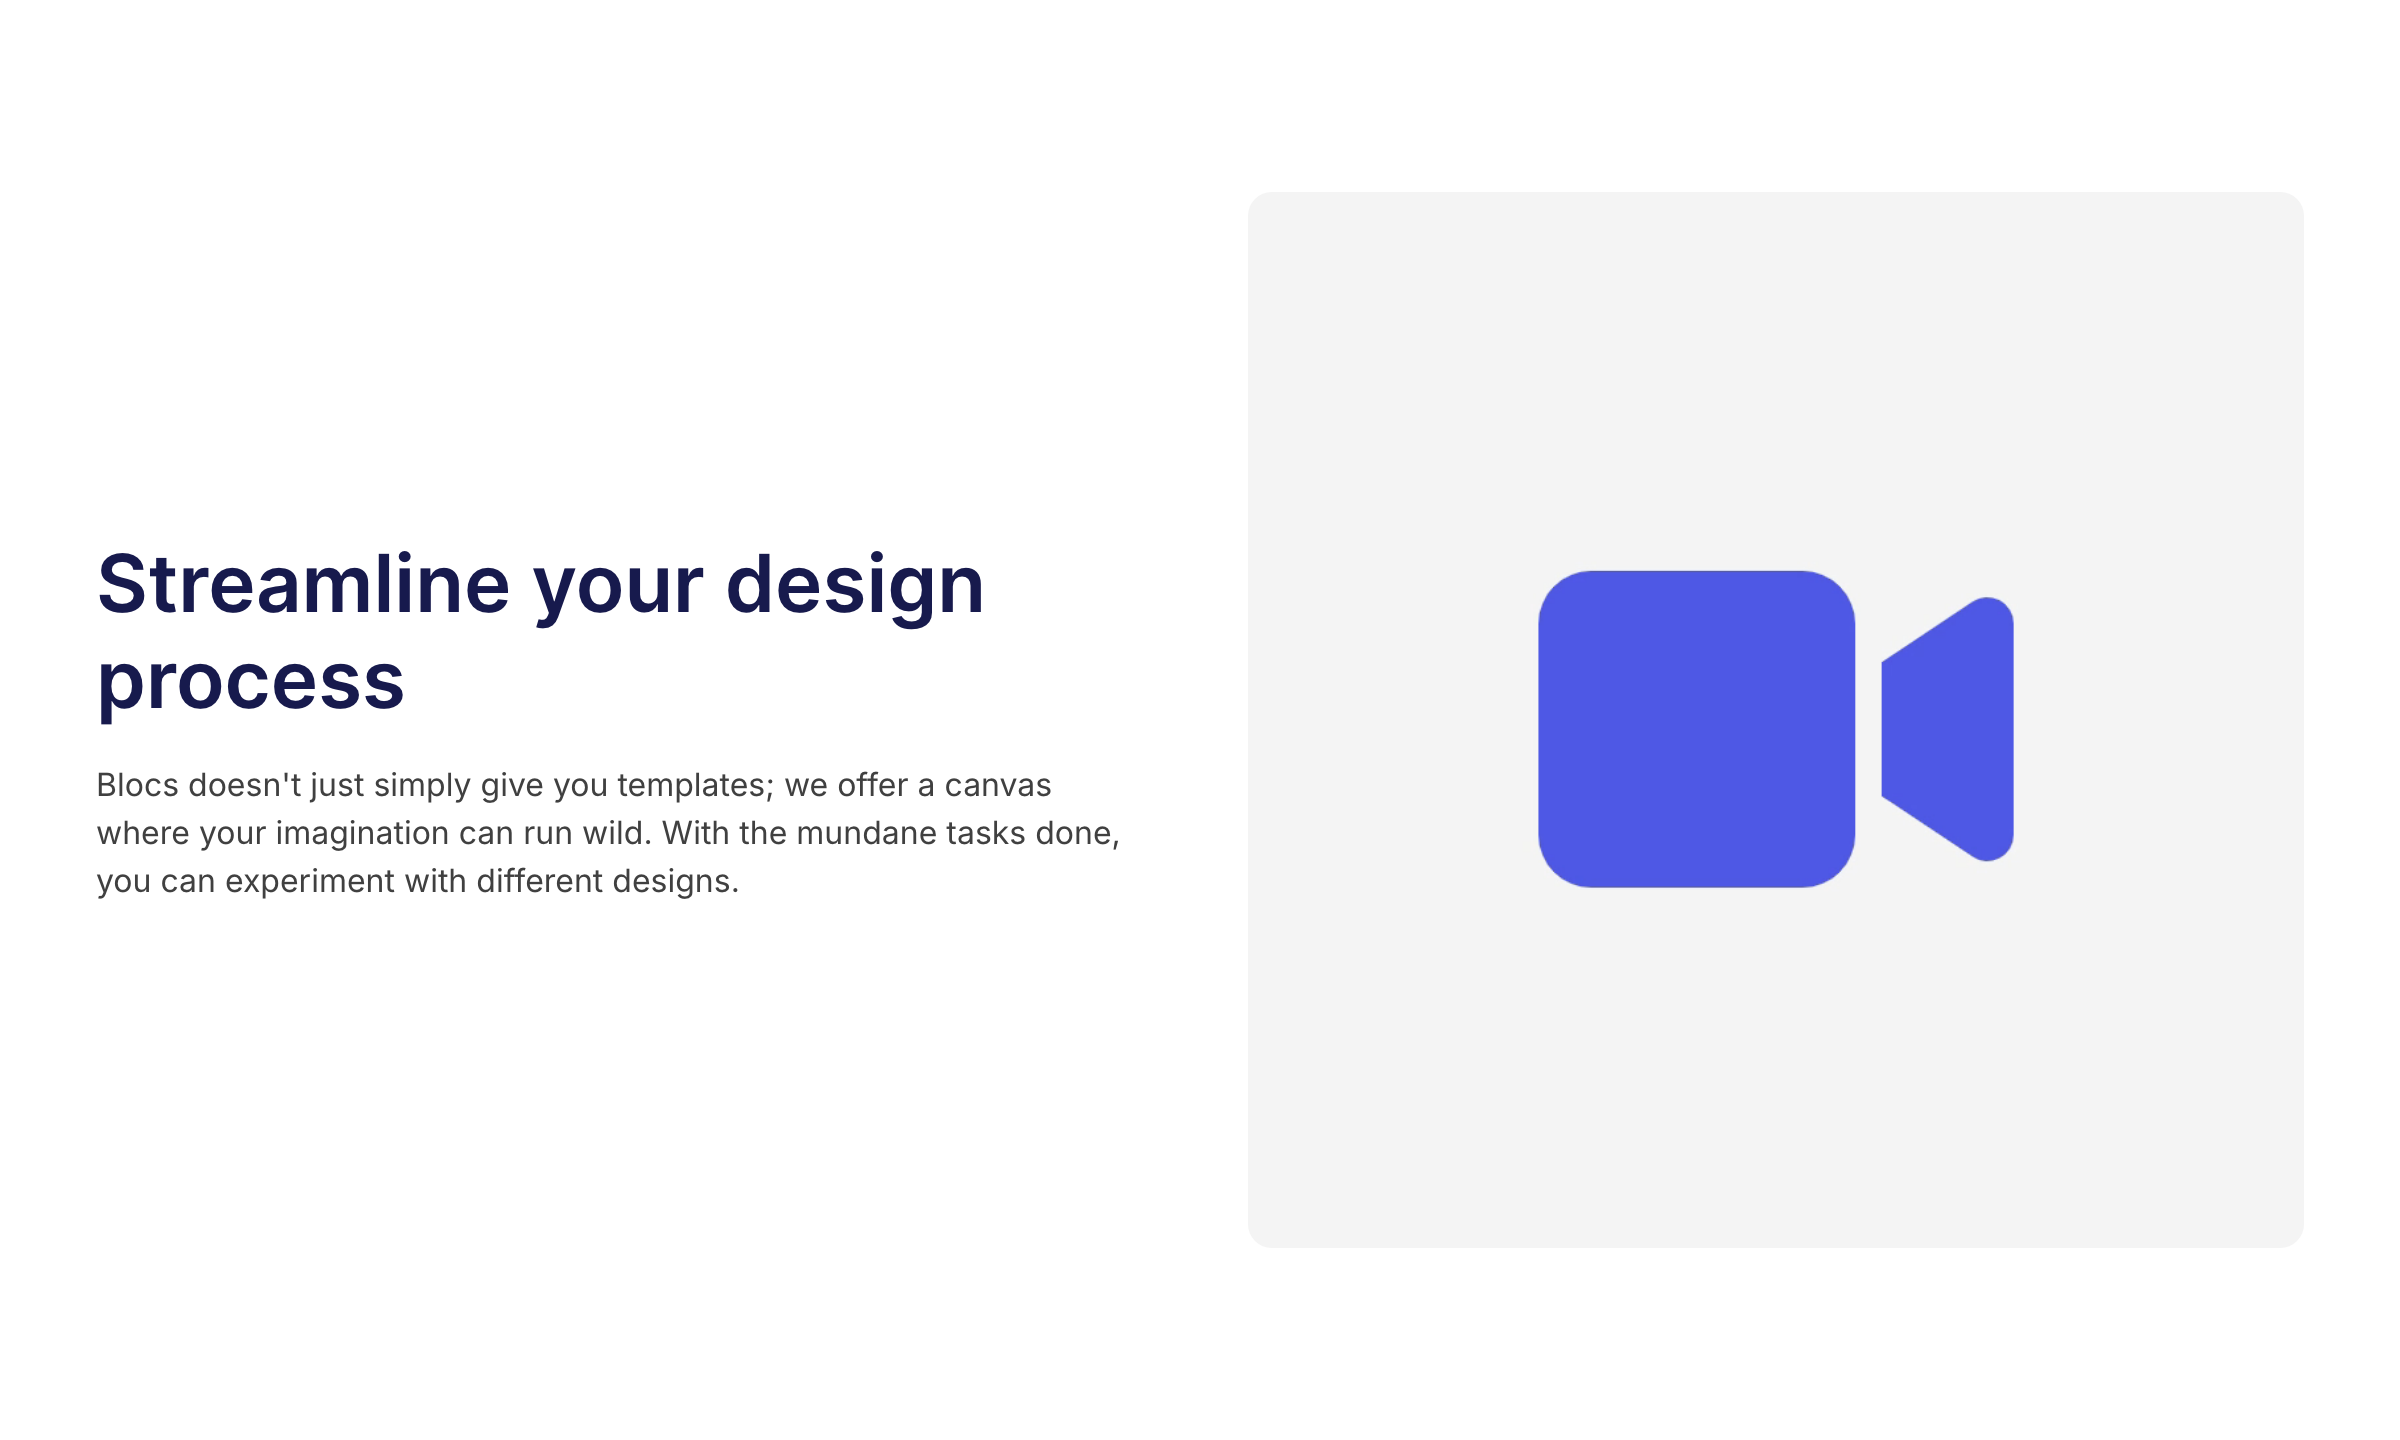 Streamline your design
process
Blocs doesn't just simply give you templates; we offer a canvas
where your imagination can run wild. With the mundane tasks done,
you can experiment with different designs.